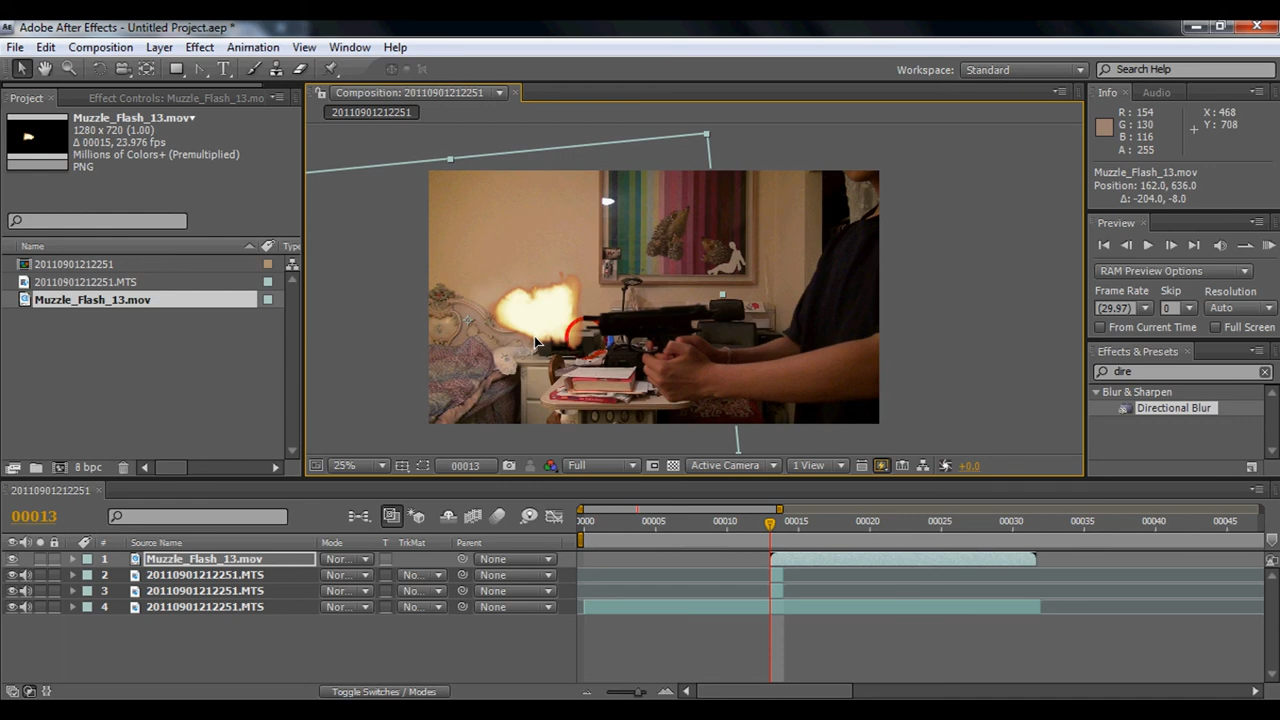 Adobe After Effects - Untitled Project.aep *
File Edit Composition Layer Effect Animation View Window Help
Workspace: Standard Search Help
Project Effect Controls: Muzzle_Flash_13.mo
Muzzle_Flash_13.mov▾
1280 x 720 (1.00)
Δ 00015, 23.976 fps
Millions of Colors+ (Premultiplied)
PNG
Name Type
20110901212251
20110901212251.MTS
Muzzle_Flash_13.mov
8 bpc
Composition: 20110901212251
20110901212251
25% 00013 Full Active Camera 1 View +0.0
Info Audio
R: 154 X: 468
G: 130 Y: 708
B: 116
A: 255
Muzzle_Flash_13.mov
Position: 162.0, 636.0
Δ: -204.0, -8.0
Preview
RAM Preview Options
Frame Rate Skip Resolution
(29.97) 0 Auto
From Current Time Full Screen
Effects & Presets
dire
Blur & Sharpen
Directional Blur
20110901212251
00013
0000 00005 00010 00015 00020 00025 00030 00035 00040 00045
# Source Name Mode T TrkMat Parent
1 Muzzle_Flash_13.mov Nor... None
2 20110901212251.MTS Nor... No... None
3 20110901212251.MTS Nor... No... None
4 20110901212251.MTS Nor... No... None
Toggle Switches / Modes